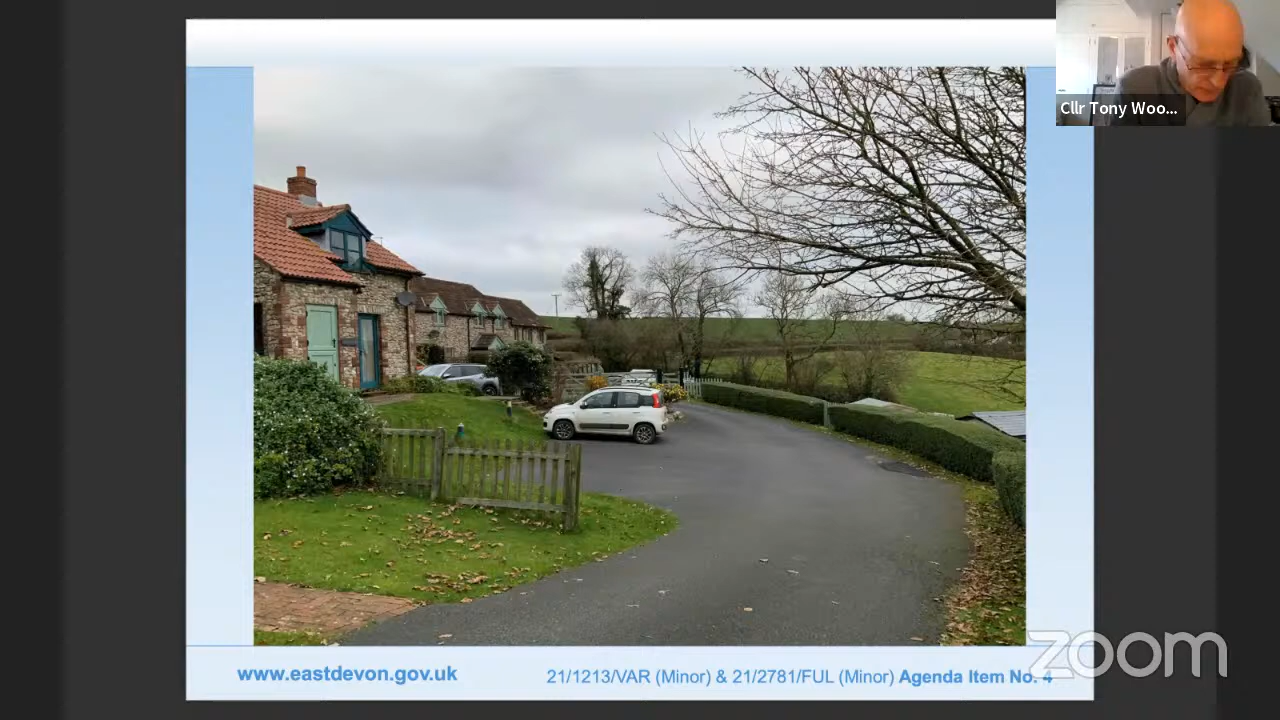 Cllr Tony Woo...
www.eastdevon.gov.uk
21/1213/VAR (Minor) & 21/2781/FUL (Minor) Agenda Item No. 4
zoom